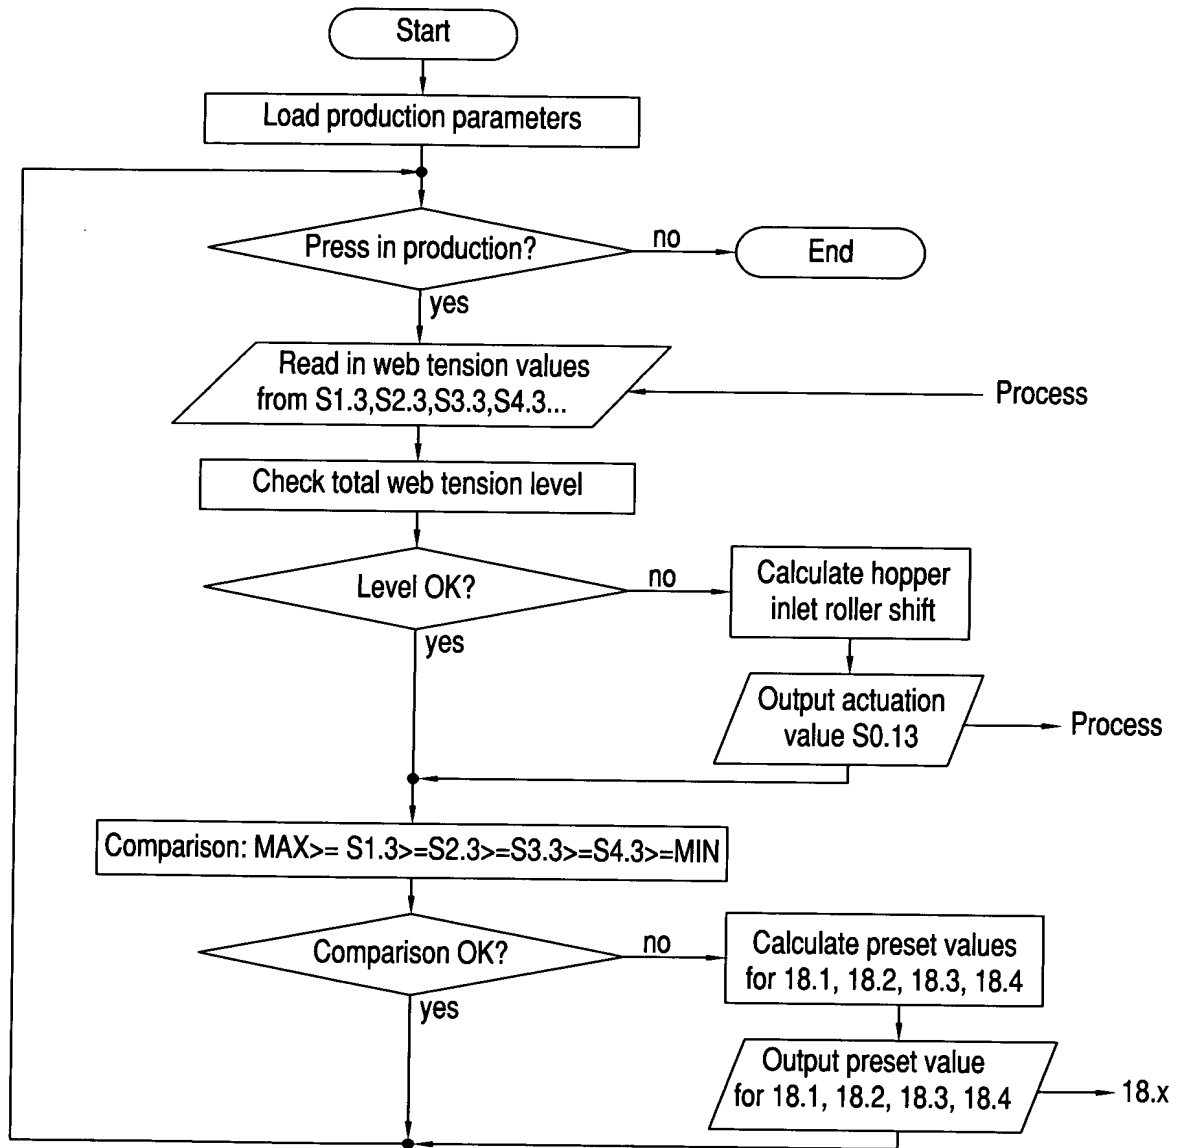 Start
Load production parameters
Press in production?
no
End
yes
Read in web tension values
from S1.3,S2.3,S3.3,S4.3...
Process
Check total web tension level
Level OK?
no
Calculate hopper
inlet roller shift
yes
Output actuation
value S0.13
Process
Comparison: MAX>= S1.3>=S2.3>=S3.3>=S4.3>=MIN
Comparison OK?
no
Calculate preset values
for 18.1, 18.2, 18.3, 18.4
yes
Output preset value
for 18.1, 18.2, 18.3, 18.4
18.x